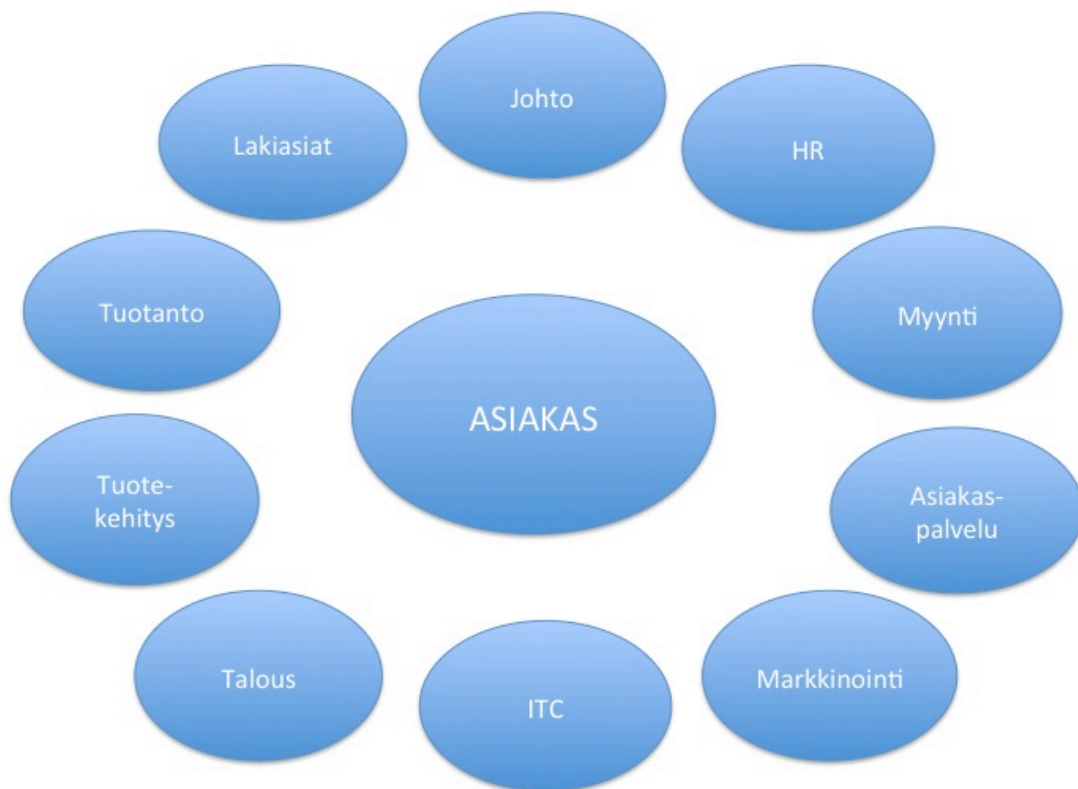 Johto
Lakiasiat
HR
Tuotanto
Myynti
ASIAKAS
Tuote-
kehitys
Asiakas-
palvelu
Talous
ITC
Markkinointi